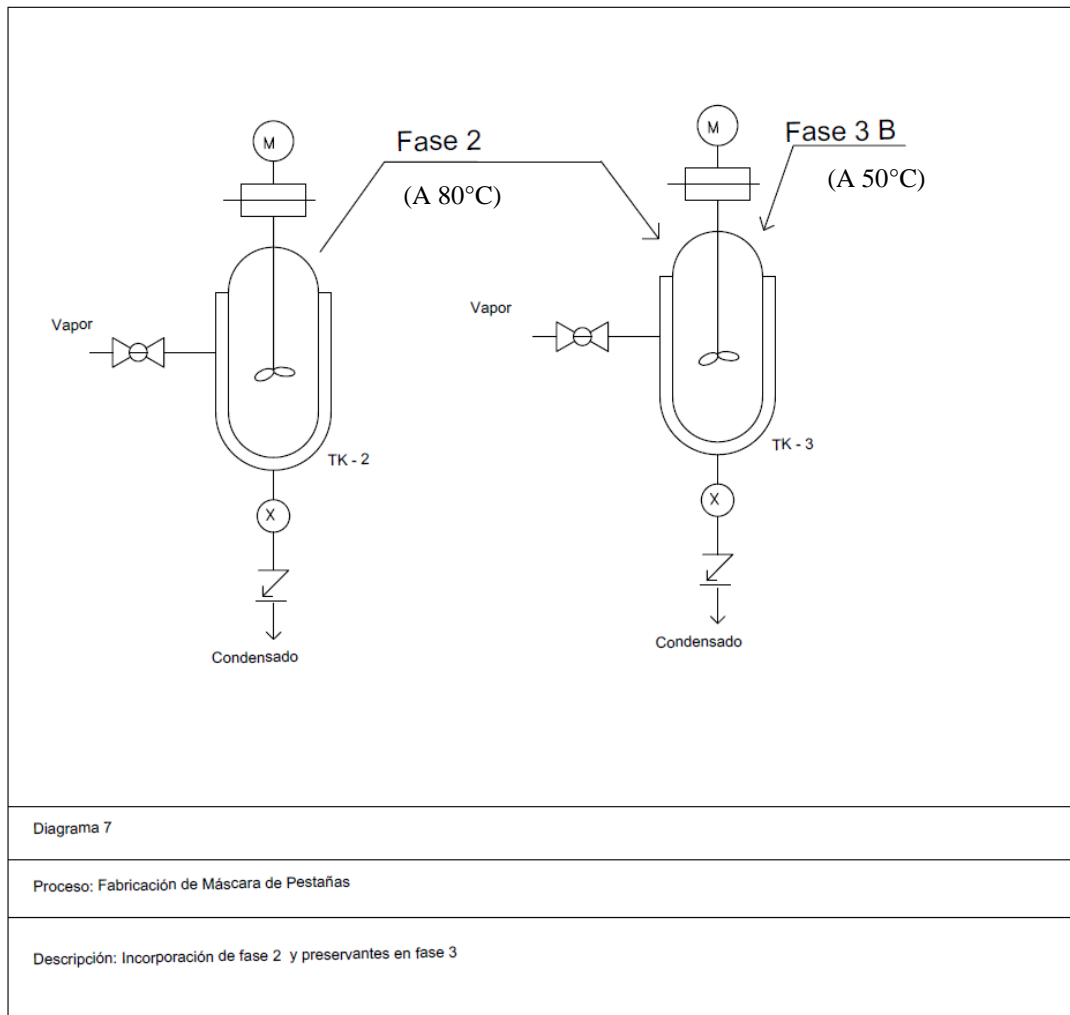 M
Fase 2
(A 80°C)
M
Fase 3 B
(A 50°C)
Vapor
Vapor
TK - 2
TK - 3
X
X
Condensado
Condensado
Diagrama 7
Proceso: Fabricación de Máscara de Pestañas
Descripción: Incorporación de fase 2 y preservantes en fase 3